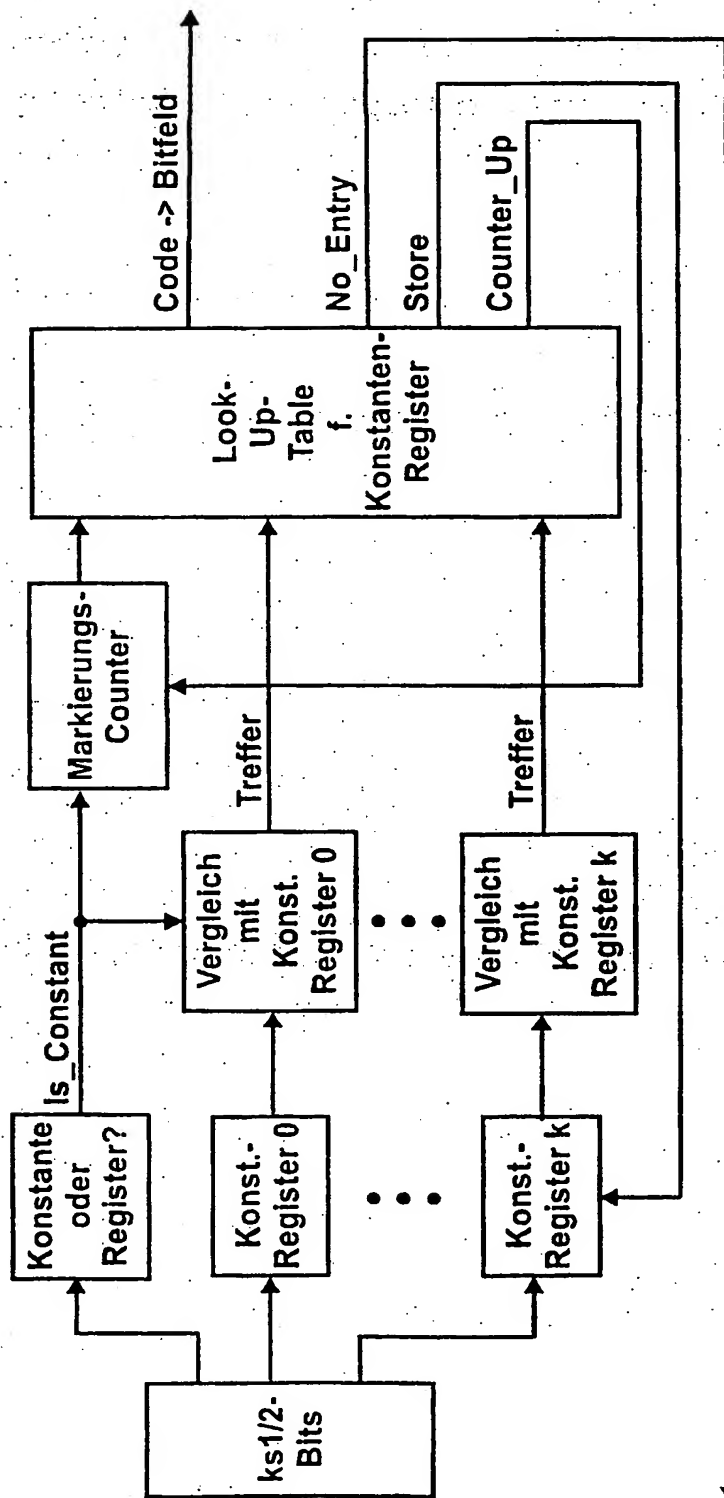 ks1/2-
Bits
Konstante
oder
Register?
Is_Constant
Markierungs-
Counter
Konst.-
Register 0
Vergleich
mit
Konst.
Register 0
Treffer
Konst.-
Register k
Vergleich
mit
Konst.
Register k
Treffer
Look-
Up-
Table
f.
Konstanten-
Register
Code -> Bitfeld
No_Entry
Store
Counter_Up